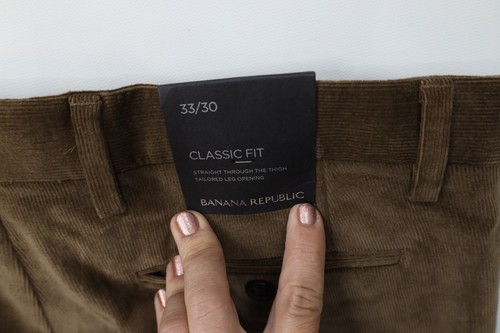 33/30
CLASSIC FIT
STRAIGHT THROUGH THE THIGH
TAILORED LEG OPENING
BANANA REPUBLIC